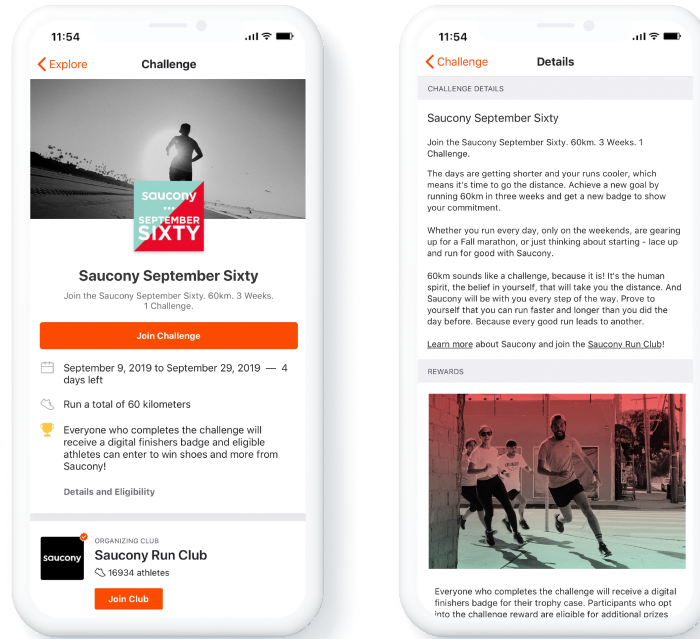 11:54
Explore
Challenge
saucony
SEPTEMBER
SIXTY
Saucony September Sixty
Join the Saucony September Sixty. 60km. 3 Weeks.
1 Challenge.
Join Challenge
September 9, 2019 to September 29, 2019 — 4
days left
Run a total of 60 kilometers
Everyone who completes the challenge will
receive a digital finishers badge and eligible
athletes can enter to win shoes and more from
Saucony!
Details and Eligibility
saucony
ORGANIZING CLUB
Saucony Run Club
16934 athletes
Join Club
11:54
Challenge
Details
CHALLENGE DETAILS
Saucony September Sixty
Join the Saucony September Sixty. 60km. 3 Weeks. 1
Challenge.
The days are getting shorter and your runs cooler, which
means it's time to go the distance. Achieve a new goal by
running 60km in three weeks and get a new badge to show
your commitment.
Whether you run every day, only on the weekends, are gearing
up for a Fall marathon, or just thinking about starting - lace up
and run for good with Saucony.
60km sounds like a challenge, because it is! It's the human
spirit, the belief in yourself, that will take you the distance. And
Saucony will be with you every step of the way. Prove to
yourself that you can run faster and longer than you did the
day before. Because every good run leads to another.
Learn more about Saucony and join the Saucony Run Club!
REWARDS
Everyone who completes the challenge will receive a digital
finishers badge for their trophy case. Participants who opt
into the challenge reward are eligible for additional prizes